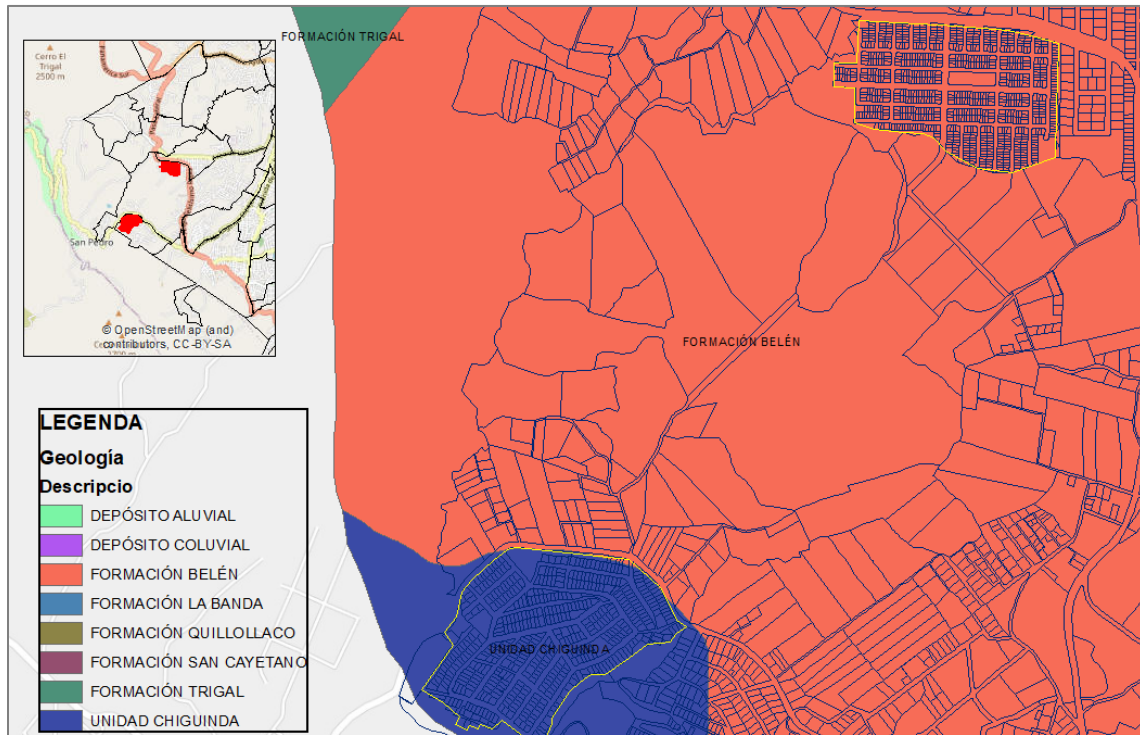 FORMACIÓN TRIGAL
Cerro El
Trigal
2500 m
Panamerica Sur
San Pedro
© OpenStreetMap (and)
contributors, CC-BY-SA
FORMACIÓN BELÉN
UNIDAD CHIGUINDA
LEGENDA
Geología
Descripcio
DEPÓSITO ALUVIAL
DEPÓSITO COLUVIAL
FORMACIÓN BELÉN
FORMACIÓN LA BANDA
FORMACIÓN QUILLOLLACO
FORMACIÓN SAN CAYETANO
FORMACIÓN TRIGAL
UNIDAD CHIGUINDA